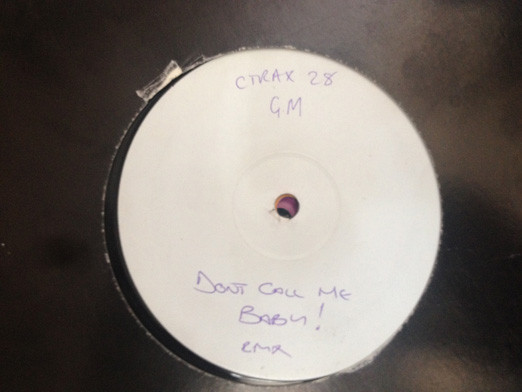 CTRAX 28
GM
DONT CALL ME
BABY!
RMX